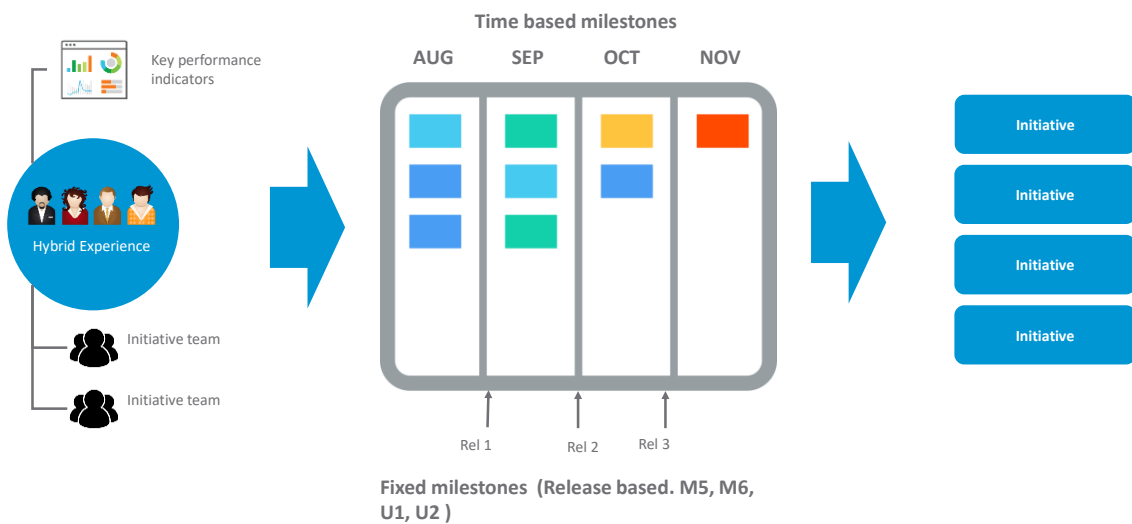 Time based milestones
AUG SEP OCT NOV
Key performance
indicators
Hybrid Experience
Initiative team
Initiative team
Initiative
Initiative
Initiative
Initiative
Rel 1 Rel 2 Rel 3
Fixed milestones (Release based. M5, M6,
U1, U2 )